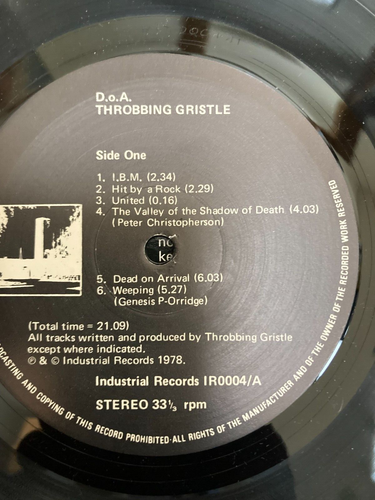 D.o.A.
THROBBING GRISTLE
Side One
1. I.B.M. (2,34)
2. Hit by a Rock (2,29)
3. United (0,16)
4. The Valley of the Shadow of Death (4.03)
(Peter Christopherson)
5. Dead on Arrival (6.03)
6. Weeping (5,27)
(Genesis P-Orridge)
(Total time = 21.09)
All tracks written and produced by Throbbing Gristle
except where indicated.
℗ & © Industrial Records 1978.
Industrial Records IR0004/A
STEREO 33⅓ rpm
COPYING OF THIS RECORD PROHIBITED·ALL RIGHTS OF THE MANUFACTURER AND OF THE OWNER OF THE RECORDED WORK RESERVED